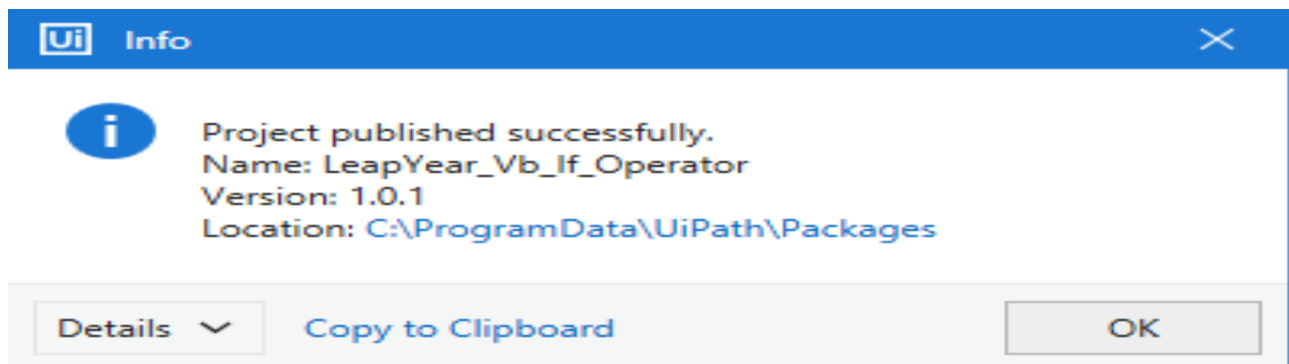 Ui Info
Project published successfully.
Name: LeapYear_Vb_If_Operator
Version: 1.0.1
Location: C:\ProgramData\UiPath\Packages
Details Copy to Clipboard OK